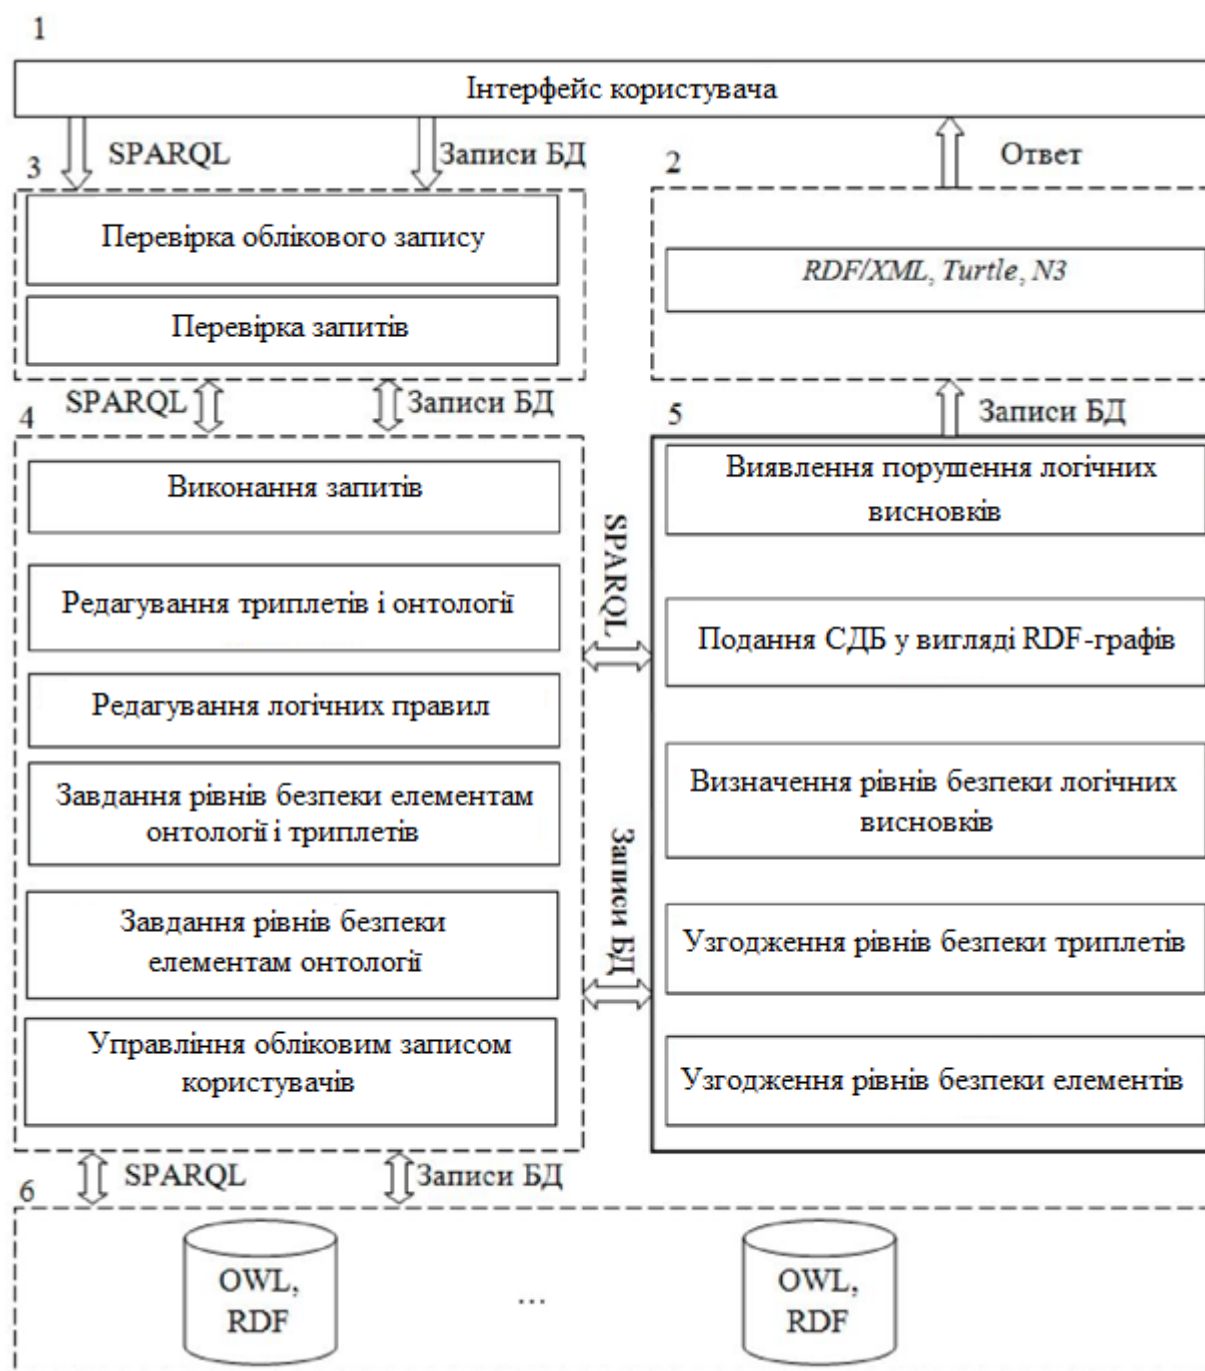 1
Інтерфейс користувача
SPARQL
Записи БД
Ответ
3
Перевірка облікового запису
Перевірка запитів
2
RDF/XML, Turtle, N3
SPARQL
Записи БД
Записи БД
4
Виконання запитів
Редагування триплетів і онтології
Редагування логічних правил
Завдання рівнів безпеки елементам
онтології і триплетів
Завдання рівнів безпеки
елементам онтології
Управління обліковим записом
користувачів
SPARQL
Записи БД
5
Виявлення порушення логічних
висновків
Подання СДБ у вигляді RDF-графів
Визначення рівнів безпеки логічних
висновків
Узгодження рівнів безпеки триплетів
Узгодження рівнів безпеки елементів
SPARQL
Записи БД
6
OWL,
RDF
...
OWL,
RDF